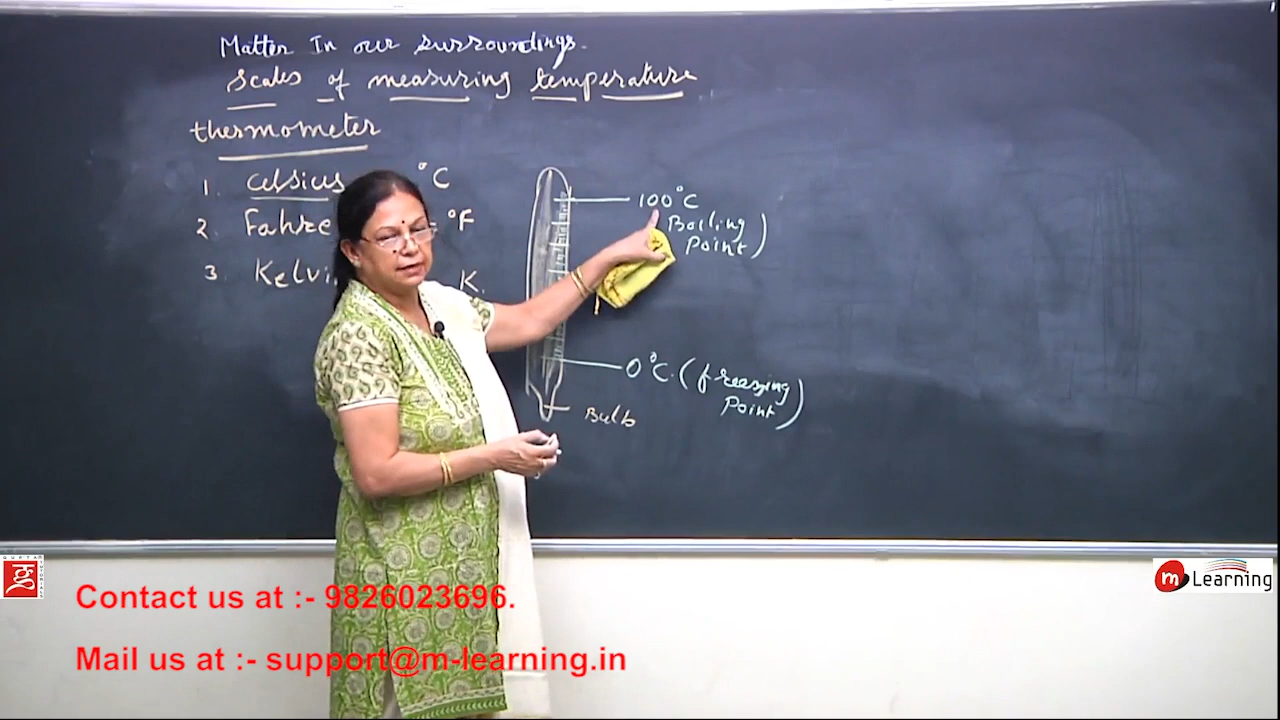 Matter In our surroundings.
Scales of measuring temperature
thermometer
1. Celsius °C
2. Fahre °F
3. Kelvi K.
100°C
Boiling
Point)
0°C. (freezing
Point)
Bulb
m Learning
Contact us at :- 9826023696.
Mail us at :- support@m-learning.in